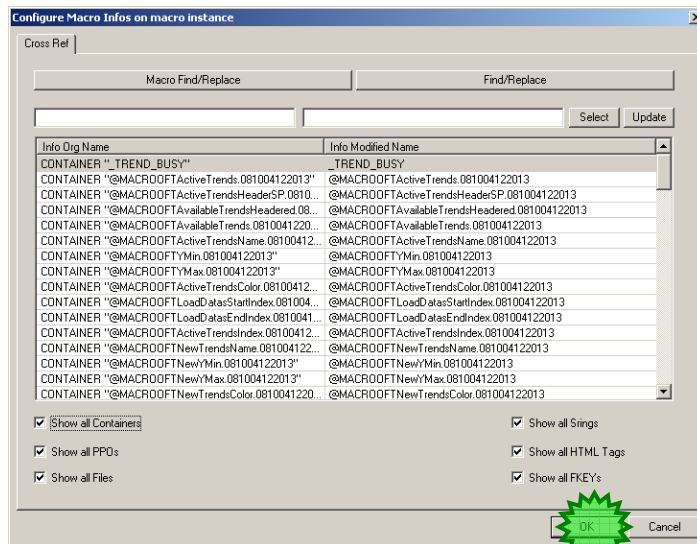 Configure Macro Infos on macro instance
Cross Ref
Macro Find/Replace Find/Replace
Select Update
Info Org Name Info Modified Name
CONTAINER "_TREND_BUSY" _TREND_BUSY
CONTAINER "@MACROOFTActiveTrends.081004122013" @MACROOFTActiveTrends.081004122013
CONTAINER "@MACROOFTActiveTrendsHeaderSP.0810... @MACROOFTActiveTrendsHeaderSP.081004122013
CONTAINER "@MACROOFTAvailableTrendsHeadered.08... @MACROOFTAvailableTrendsHeadered.081004122013
CONTAINER "@MACROOFTAvailableTrends.0810041220... @MACROOFTAvailableTrends.081004122013
CONTAINER "@MACROOFTActiveTrendsName.08100412... @MACROOFTActiveTrendsName.081004122013
CONTAINER "@MACROOFTYMin.081004122013" @MACROOFTYMin.081004122013
CONTAINER "@MACROOFTYMax.081004122013" @MACROOFTYMax.081004122013
CONTAINER "@MACROOFTActiveTrendsColor.08100412... @MACROOFTActiveTrendsColor.081004122013
CONTAINER "@MACROOFTLoadDatasStartIndex.081004... @MACROOFTLoadDatasStartIndex.081004122013
CONTAINER "@MACROOFTLoadDatasEndIndex.0810041... @MACROOFTLoadDatasEndIndex.081004122013
CONTAINER "@MACROOFTActiveTrendsIndex.08100412... @MACROOFTActiveTrendsIndex.081004122013
CONTAINER "@MACROOFTNewTrendsName.081004122... @MACROOFTNewTrendsName.081004122013
CONTAINER "@MACROOFTNewYMin.081004122013" @MACROOFTNewYMin.081004122013
CONTAINER "@MACROOFTNewYMax.081004122013" @MACROOFTNewYMax.081004122013
CONTAINER "@MACROOFTNewTrendsColor.0810041220... @MACROOFTNewTrendsColor.081004122013
Show all Containers Show all Srings
Show all PPOs Show all HTML Tags
Show all Files Show all FKEYs
OK Cancel